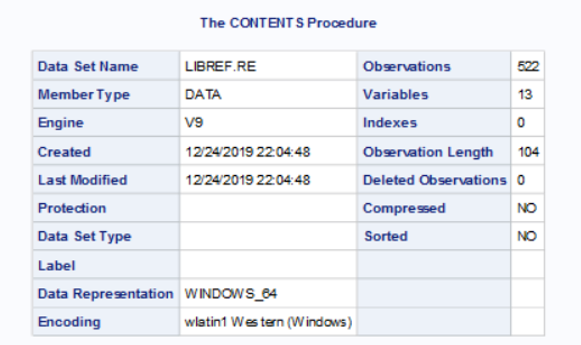 The CONTENTS Procedure
Data Set Name LIBREF.RE Observations 522
Member Type DATA Variables 13
Engine V9 Indexes 0
Created 12/24/2019 22:04:48 Observation Length 104
Last Modified 12/24/2019 22:04:48 Deleted Observations 0
Protection Compressed NO
Data Set Type Sorted NO
Label
Data Representation WINDOWS_64
Encoding wlatin1 Western (Windows)